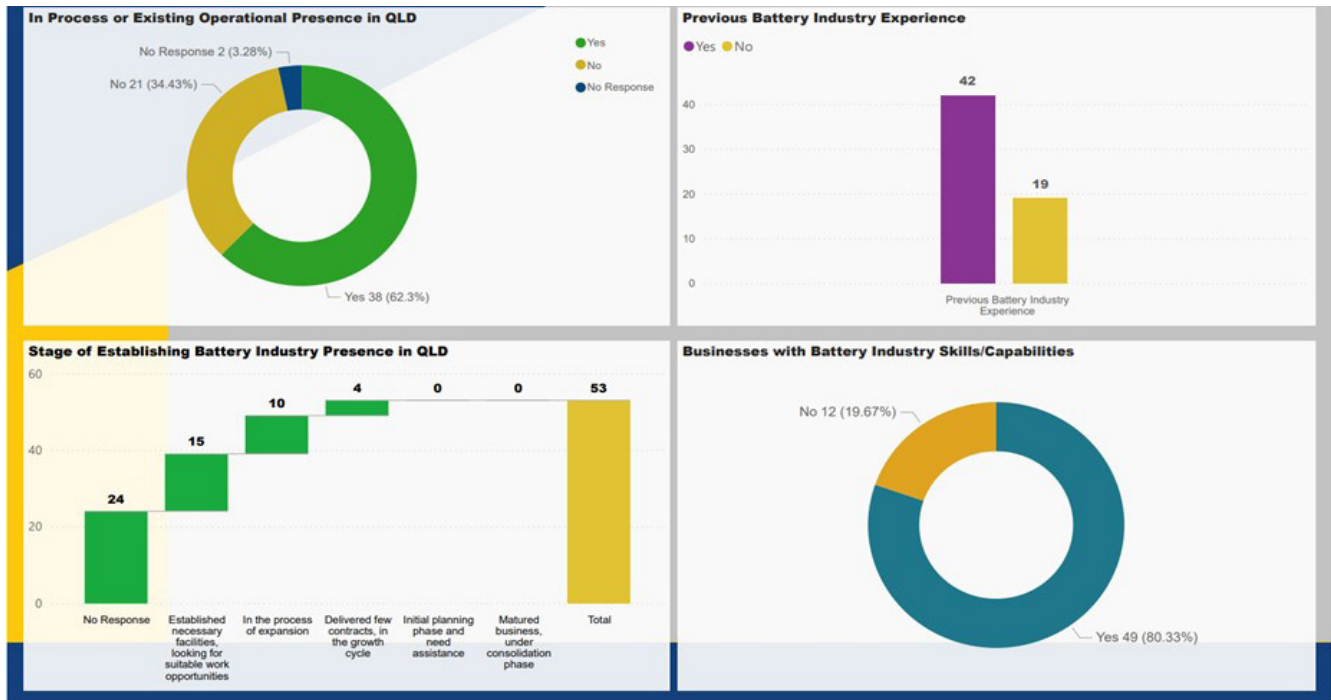 In Process or Existing Operational Presence in QLD
No Response 2 (3.28%)
No 21 (34.43%)
Yes 38 (62.3%)
Yes
No
No Response
Previous Battery Industry Experience
Yes No
42
19
40
30
20
10
0
Previous Battery Industry
Experience
Stage of Establishing Battery Industry Presence in QLD
60
40
20
0
24
15
10
4
0
0
53
No Response
Established
necessary
facilities,
looking for
suitable work
opportunities
In the process
of expansion
Delivered few
contracts, in
the growth
cycle
Initial planning
phase and
need
assistance
Matured
business,
under
consolidation
phase
Total
Businesses with Battery Industry Skills/Capabilities
No 12 (19.67%)
Yes 49 (80.33%)